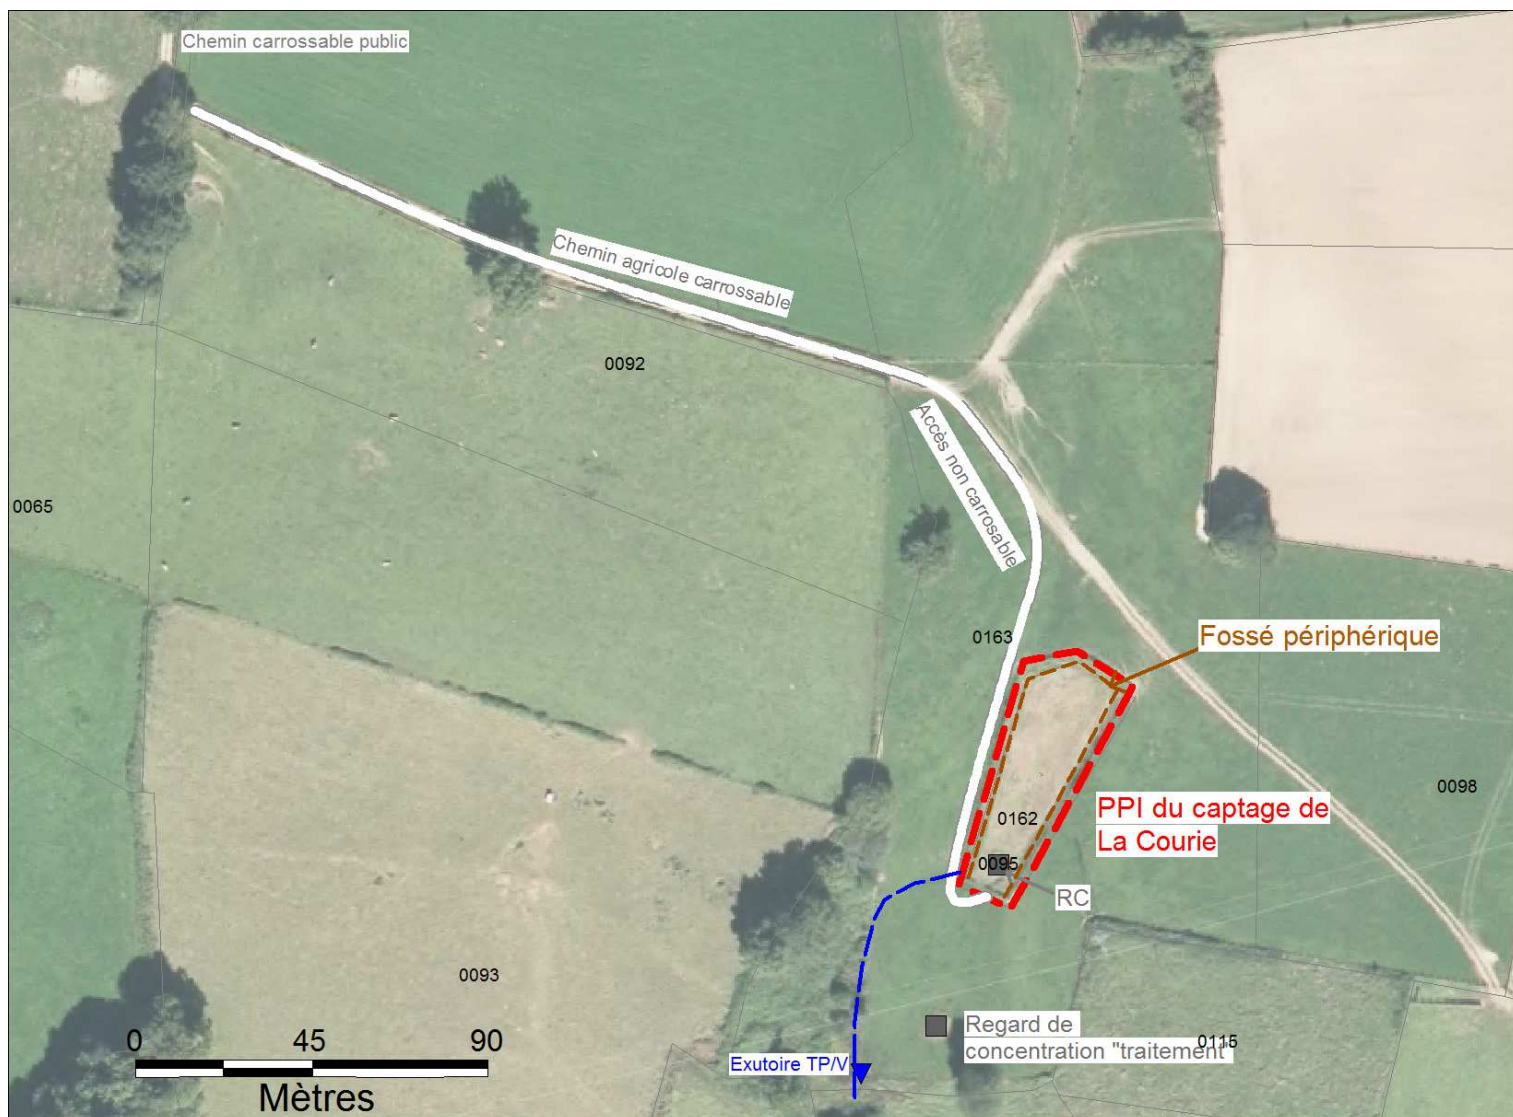 Chemin carrossable public
Chemin agricole carrossable
0092
Accès non carrosable
0065
0163
Fossé périphérique
0098
PPI du captage de
La Courie
0162
0095
RC
0093
Regard de
concentration "traitement"
0115
0 45 90
Mètres
Exutoire TP/V